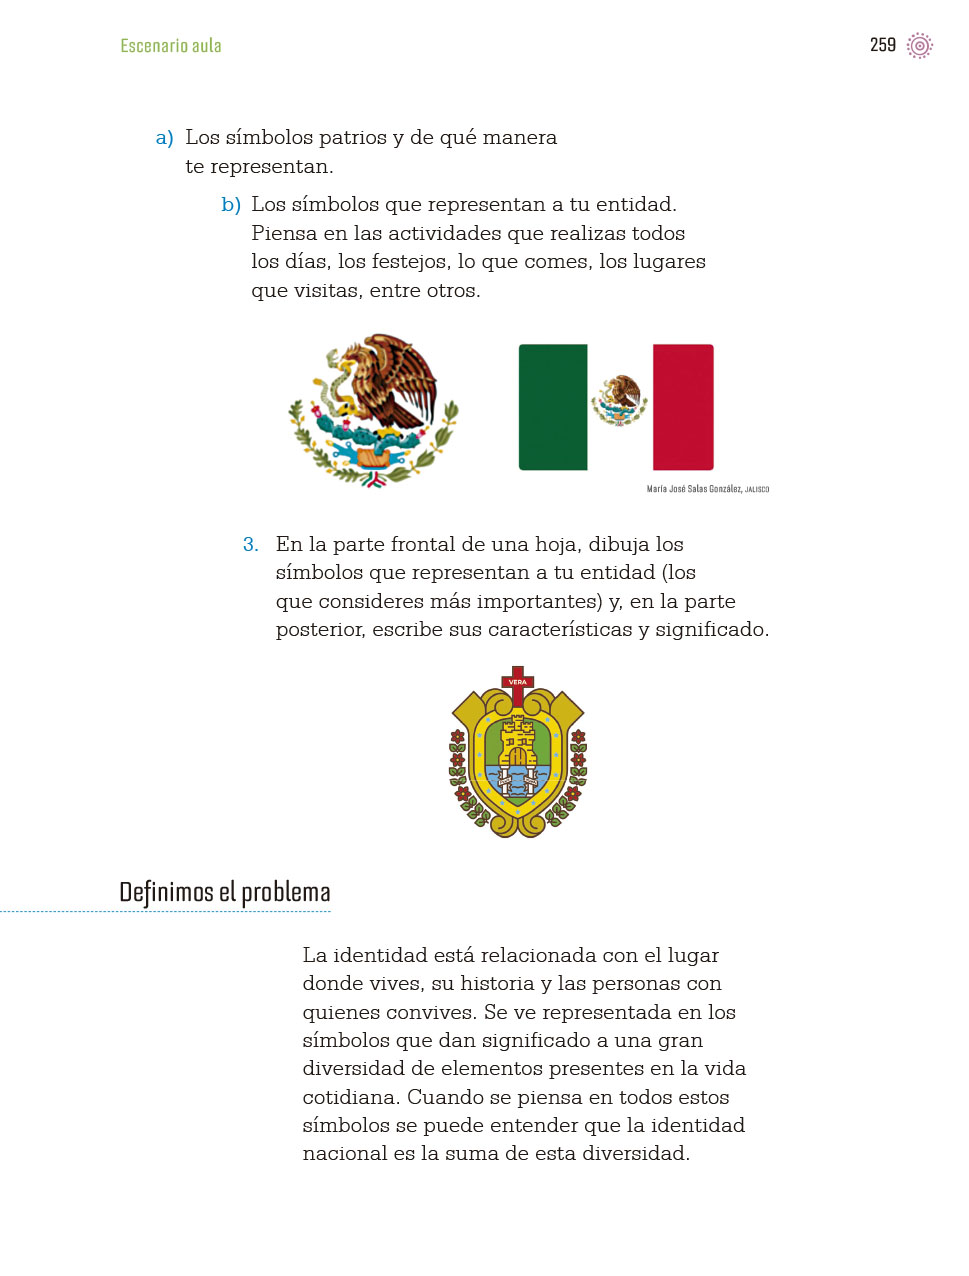 Escenario aula
259
a) Los símbolos patrios y de qué manera
te representan.
b) Los símbolos que representan a tu entidad.
Piensa en las actividades que realizas todos
los días, los festejos, lo que comes, los lugares
que visitas, entre otros.
María José Salas González, JALISCO
3. En la parte frontal de una hoja, dibuja los
símbolos que representan a tu entidad (los
que consideres más importantes) y, en la parte
posterior, escribe sus características y significado.
VERA
Definimos el problema
La identidad está relacionada con el lugar
donde vives, su historia y las personas con
quienes convives. Se ve representada en los
símbolos que dan significado a una gran
diversidad de elementos presentes en la vida
cotidiana. Cuando se piensa en todos estos
símbolos se puede entender que la identidad
nacional es la suma de esta diversidad.